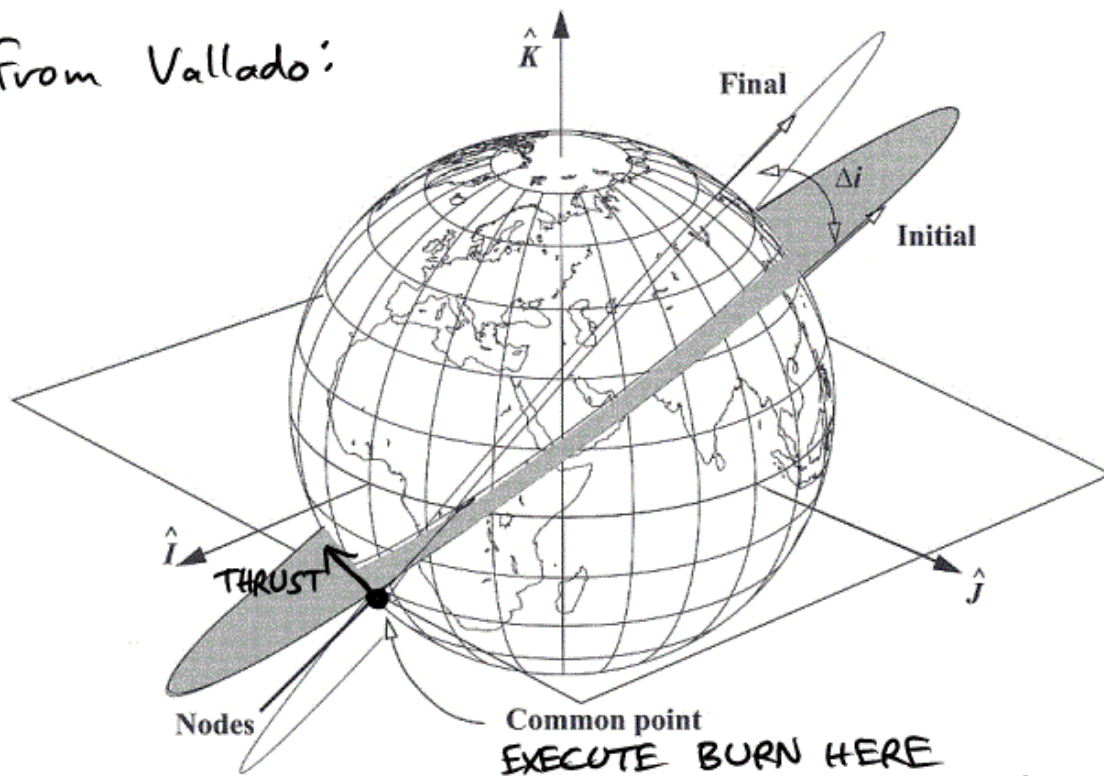 From Vallado:
K̂
Final
Δi
Initial
Î
THRUST
Ĵ
Nodes
Common point
EXECUTE BURN HERE